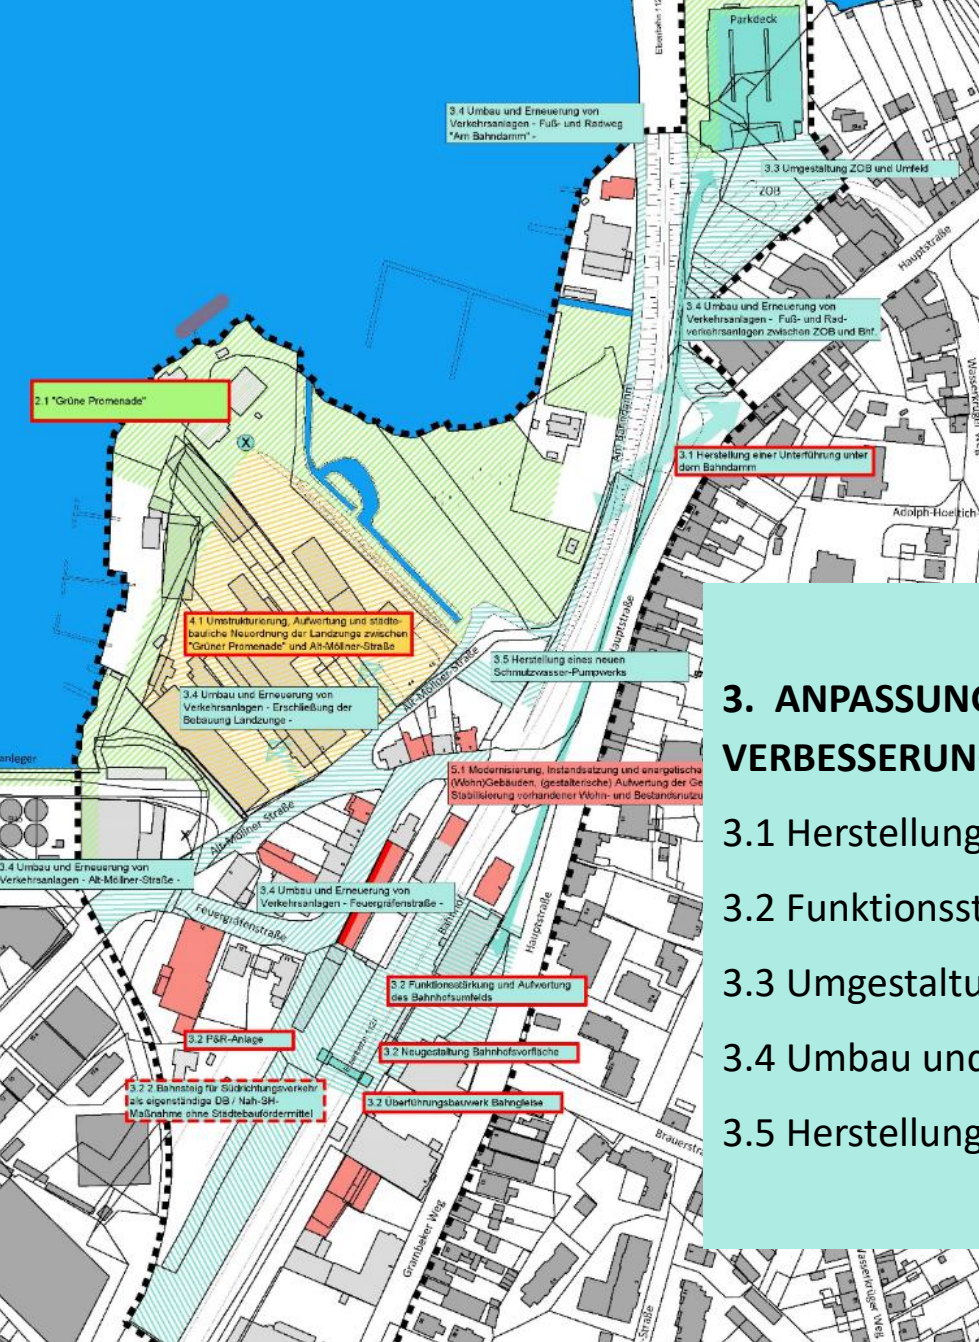 Parkdeck
Eisenbahn 112
3.4 Umbau und Erneuerung von
Verkehrsanlagen - Fuß- und Radweg
"Am Bahndamm" -
3.3 Umgestaltung ZOB und Umfeld
ZOB
Hauptstraße
3.4 Umbau und Erneuerung von
Verkehrsanlagen - Fuß- und Rad-
verkehrsanlagen zwischen ZOB und Bhf.
2.1 "Grüne Promenade"
X
Am Bahndamm
3.1 Herstellung einer Unterführung unter
dem Bahndamm
Wasserkrüger Weg
Adolph-Hoeltich-
4.1 Umstrukturierung, Aufwertung und städte-
bauliche Neuordnung der Landzunge zwischen
"Grüner Promenade" und Alt-Möllner-Straße
Hauptstraße
3.5 Herstellung eines neuen
Schmutzwasser-Pumpwerks
Alt-Möllner-Straße
3.4 Umbau und Erneuerung von
Verkehrsanlagen - Erschließung der
Bebauung Landzunge -
anleger
5.1 Modernisierung, Instandsetzung und energetische
(Wohn)Gebäuden, (gestalterische) Aufwertung der Ge
Stabilisierung vorhandener Wohn- und Bestandsnutzu
Alt-Möllner Straße
3.4 Umbau und Erneuerung von
Verkehrsanlagen - Alt-Möllner-Straße -
3.4 Umbau und Erneuerung von
Verkehrsanlagen - Feuergräfenstraße -
Feuergräfenstraße
Bahnhof
Hauptstraße
3.2 Funktionsstärkung und Aufwertung
des Bahnhofsumfelds
3.2 P&R-Anlage
3.2 Neugestaltung Bahnhofsvorfläche
3.2 2.Bahnsteig für Südrichtungsverkehr
als eigenständige DB / Nah-SH-
Maßnahme ohne Städtebaufördermittel
3.2 Überführungsbauwerk Bahngleise
Brauerstr
Grambeker Weg
Straße
Wasserkrüger Weg
3. ANPASSUNG
VERBESSERUN
3.1 Herstellung
3.2 Funktionsst
3.3 Umgestaltu
3.4 Umbau und
3.5 Herstellung